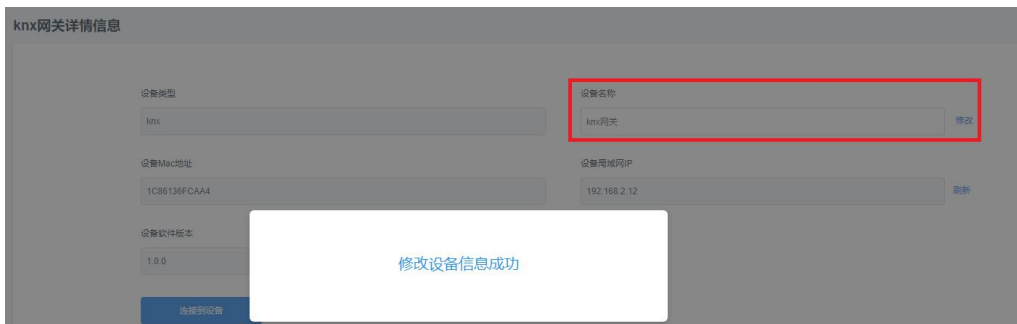 knx网关详情信息
设备类型
设备名称
knx
knx网关
修改
设备Mac地址
设备局域网IP
1C86136FCAA4
192.168.2.12
刷新
设备软件版本
1.0.0
修改设备信息成功
连接到设备